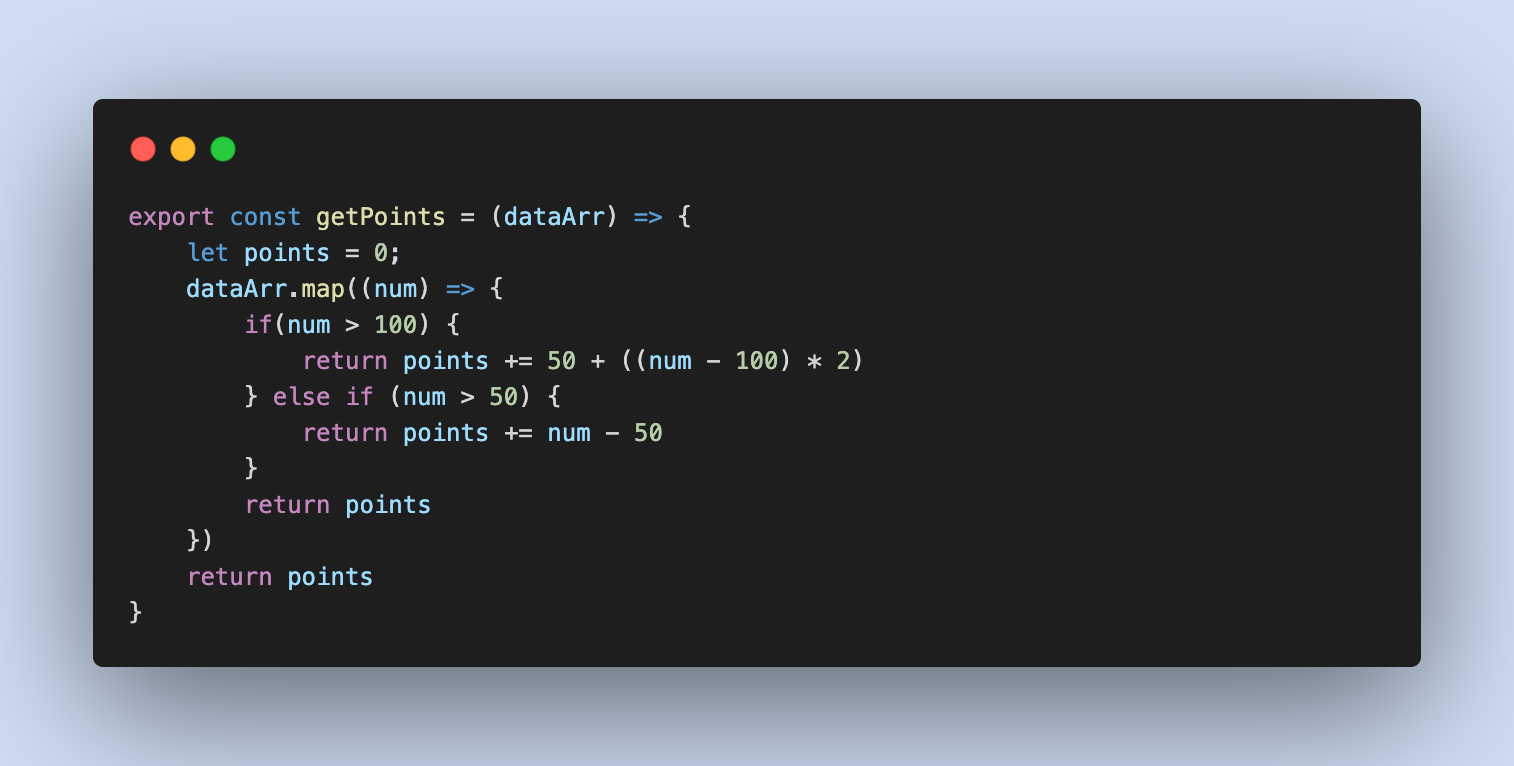 export const getPoints = (dataArr) => {
    let points = 0;
    dataArr.map((num) => {
        if(num > 100) {
            return points += 50 + ((num - 100) * 2)
        } else if (num > 50) {
            return points += num - 50
        }
        return points
    })
    return points
}